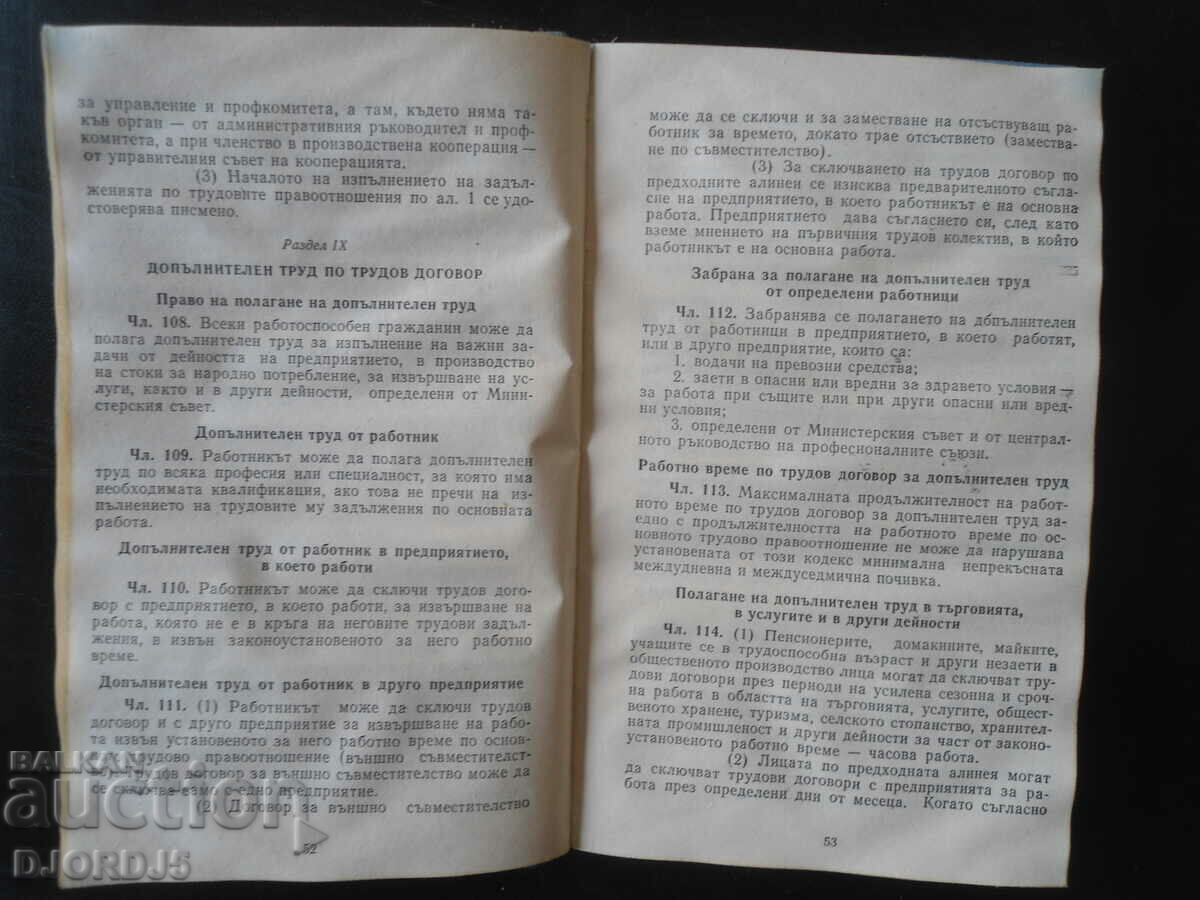 за управление и профкомитета, а там, където няма та-
къв орган — от административния ръководител и проф-
комитета, а при членство в производствена кооперация —
от управителния съвет на кооперацията.
(3) Началото на изпълнението на задъл-
женията по трудовите правоотношения по ал. 1 се удо-
стоверява писмено.
Раздел IX
ДОПЪЛНИТЕЛЕН ТРУД ПО ТРУДОВ ДОГОВОР
Право на полагане на допълнителен труд
Чл. 108. Всеки работоспособен гражданин може да
полага допълнителен труд за изпълнение на важни за-
дачи от дейността на предприятието, в производство
на стоки за народно потребление, за извършване на ус-
луги, както и в други дейности, определени от Мини-
стерския съвет.
Допълнителен труд от работник
Чл. 109. Работникът може да полага допълнителен
труд по всяка професия или специалност, за която има
необходимата квалификация, ако това не пречи на из-
пълнението на трудовите му задължения по основната
работа.
Допълнителен труд от работник в предприятието,
в което работи
Чл. 110. Работникът може да сключи трудов дого-
вор с предприятието, в което работи, за извършване на
работа, която не е в кръга на неговите трудови задъл-
жения, в извън законоустановеното за него работно
време.
Допълнителен труд от работник в друго предприятие
Чл. 111. (1) Работникът може да сключи трудов
договор и с друго предприятие за извършване на рабо-
та извън установеното за него работно време по основ-
трудово правоотношение (външно съвместителст-
Трудов договор за външно съвместителство може да
се сключва само с едно предприятие.
(2) Договор за външно съвместителство
52
може да се сключи и за заместване на отсъствуващ ра-
ботник за времето, докато трае отсъствието (замества-
не по съвместителство).
(3) За сключването на трудов договор по
предходните алинеи се изисква предварителното съгла-
сие на предприятието, в което работникът е на основна
работа. Предприятието дава съгласието си, след като
вземе мнението на първичния трудов колектив, в който
работникът е на основна работа.
Забрана за полагане на допълнителен труд
от определени работници
Чл. 112. Забранява се полагането на допълнителен
труд от работници в предприятието, в което работят,
или в друго предприятие, които са:
1. водачи на превозни средства;
2. заети в опасни или вредни за здравето условия —
за работа при същите или при други опасни или вред-
ни условия;
3. определени от Министерския съвет и от централ-
ното ръководство на професионалните съюзи.
Работно време по трудов договор за допълнителен труд
Чл. 113. Максималната продължителност на работ-
ното време по трудов договор за допълнителен труд за-
едно с продължителността на работното време по ос-
новното трудово правоотношение не може да нарушава
установената от този кодекс минимална непрекъсната
междудневна и междуседмична почивка.
Полагане на допълнителен труд в търговията,
в услугите и в други дейности
Чл. 114. (1) Пенсионерите, домакините, майките,
учащите се в трудоспособна възраст и други незаети в
общественото производство лица могат да сключват тру-
дови договори през периоди на усилена сезонна и сроч-
на работа в областта на търговията, услугите, общест-
веното хранене, туризма, селското стопанство, хранител-
ната промишленост и други дейности за част от законо-
установеното работно време — часова работа.
(2) Лицата по предходната алинея могат
да сключват трудови договори с предприятията за ра-
бота през определени дни от месеца. Когато съгласно
53
BALKAN
auction
DJORDJ5